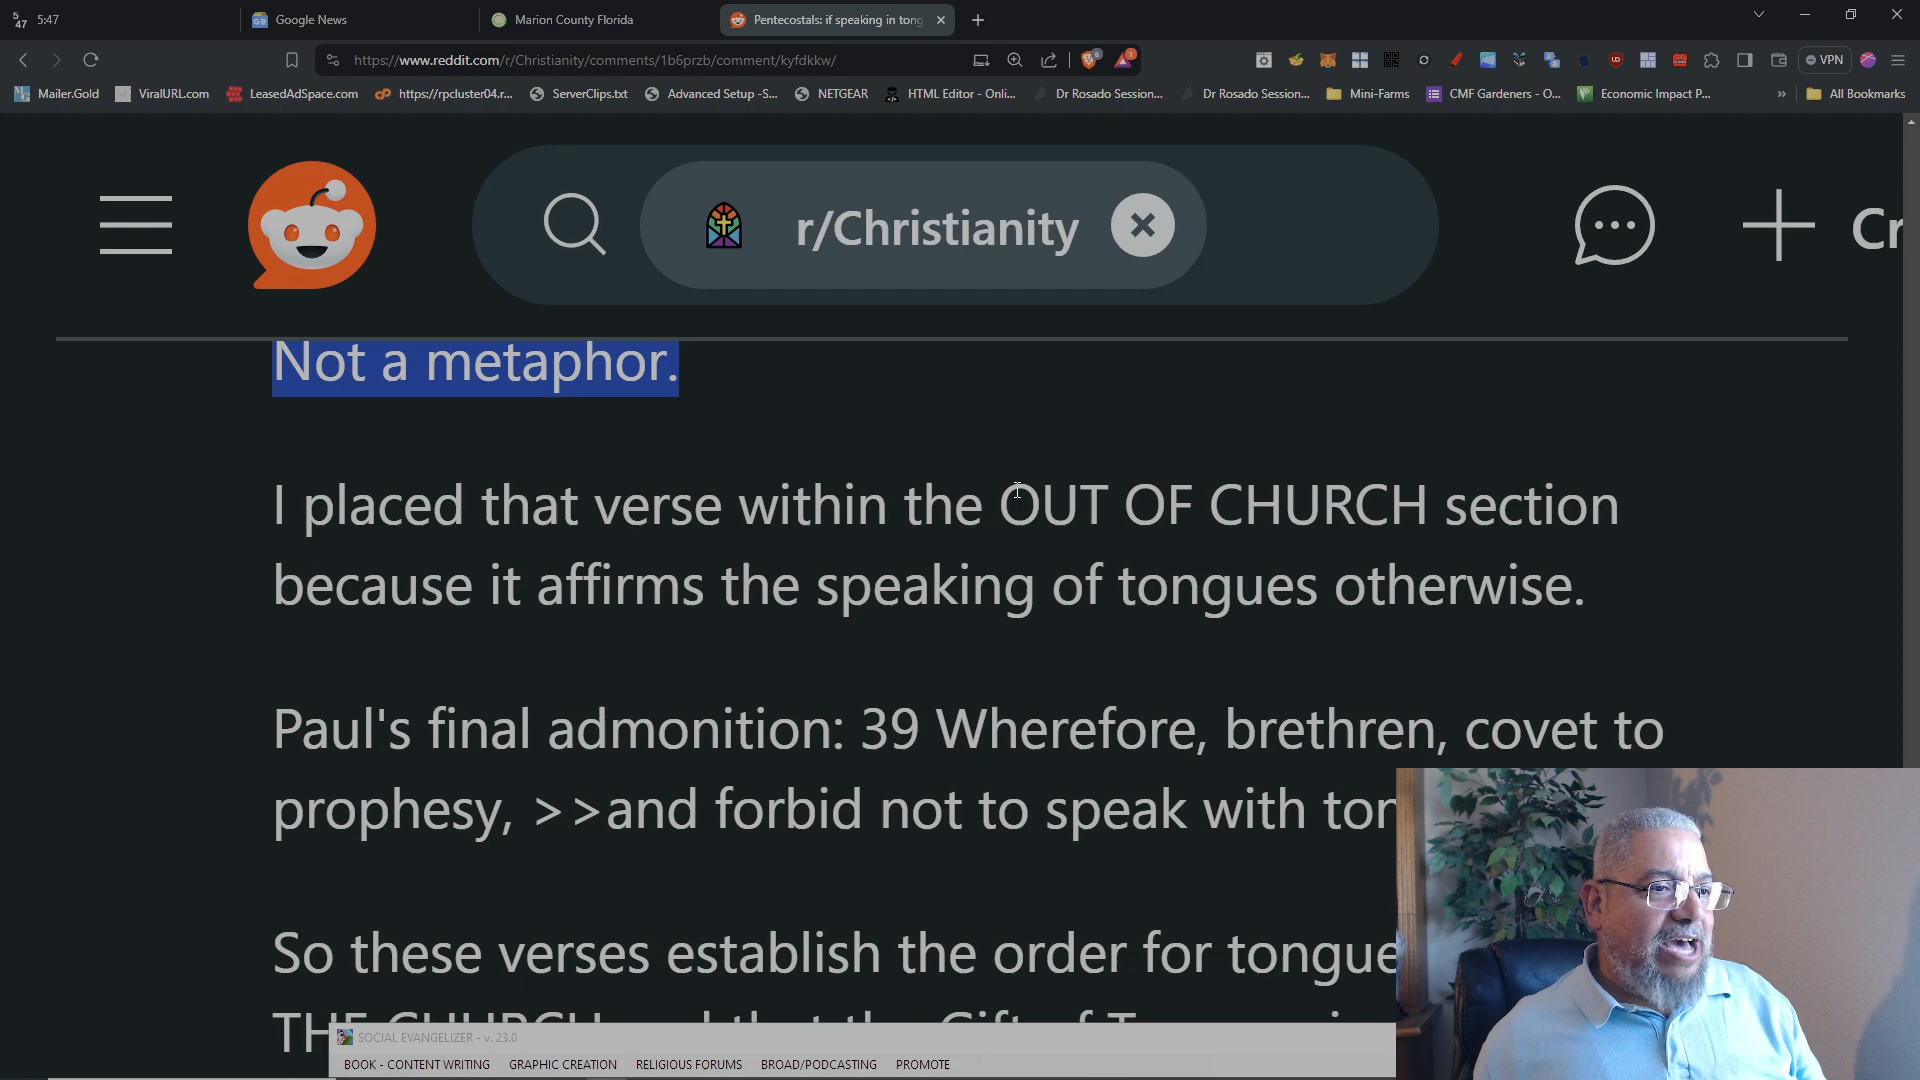 5:47
Google News
Marion County Florida
Pentecostals: if speaking in tong
https://www.reddit.com/r/Christianity/comments/1b6przb/comment/kyfdkkw/
VPN
Mailer.Gold
ViralURL.com
LeasedAdSpace.com
https://rpcluster04.r...
ServerClips.txt
Advanced Setup -S...
NETGEAR
HTML Editor - Onli...
Dr Rosado Session...
Dr Rosado Session...
Mini-Farms
CMF Gardeners - O...
Economic Impact P...
All Bookmarks
r/Christianity
Cr
Not a metaphor.
I placed that verse within the OUT OF CHURCH section
because it affirms the speaking of tongues otherwise.
Paul's final admonition: 39 Wherefore, brethren, covet to
prophesy, >>and forbid not to speak with ton
So these verses establish the order for tongue
SOCIAL EVANGELIZER - v. 23.0
BOOK - CONTENT WRITING GRAPHIC CREATION RELIGIOUS FORUMS BROAD/PODCASTING PROMOTE